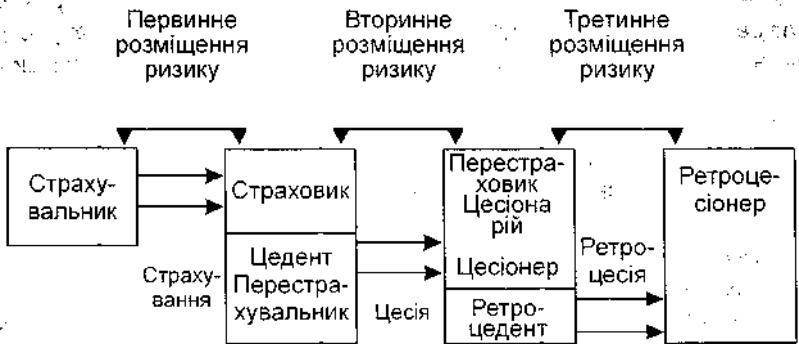 Первинне
розміщення
ризику
Вторинне
розміщення
ризику
Третинне
розміщення
ризику
Страху-
вальник
Страховик
Цедент
Перестра-
хувальник
Страху-
вання
Перестра-
ховик
Цесіона
рій
Цесіонер
Ретро-
цедент
Цесія
Ретро-
цесія
Ретроце-
сіонер